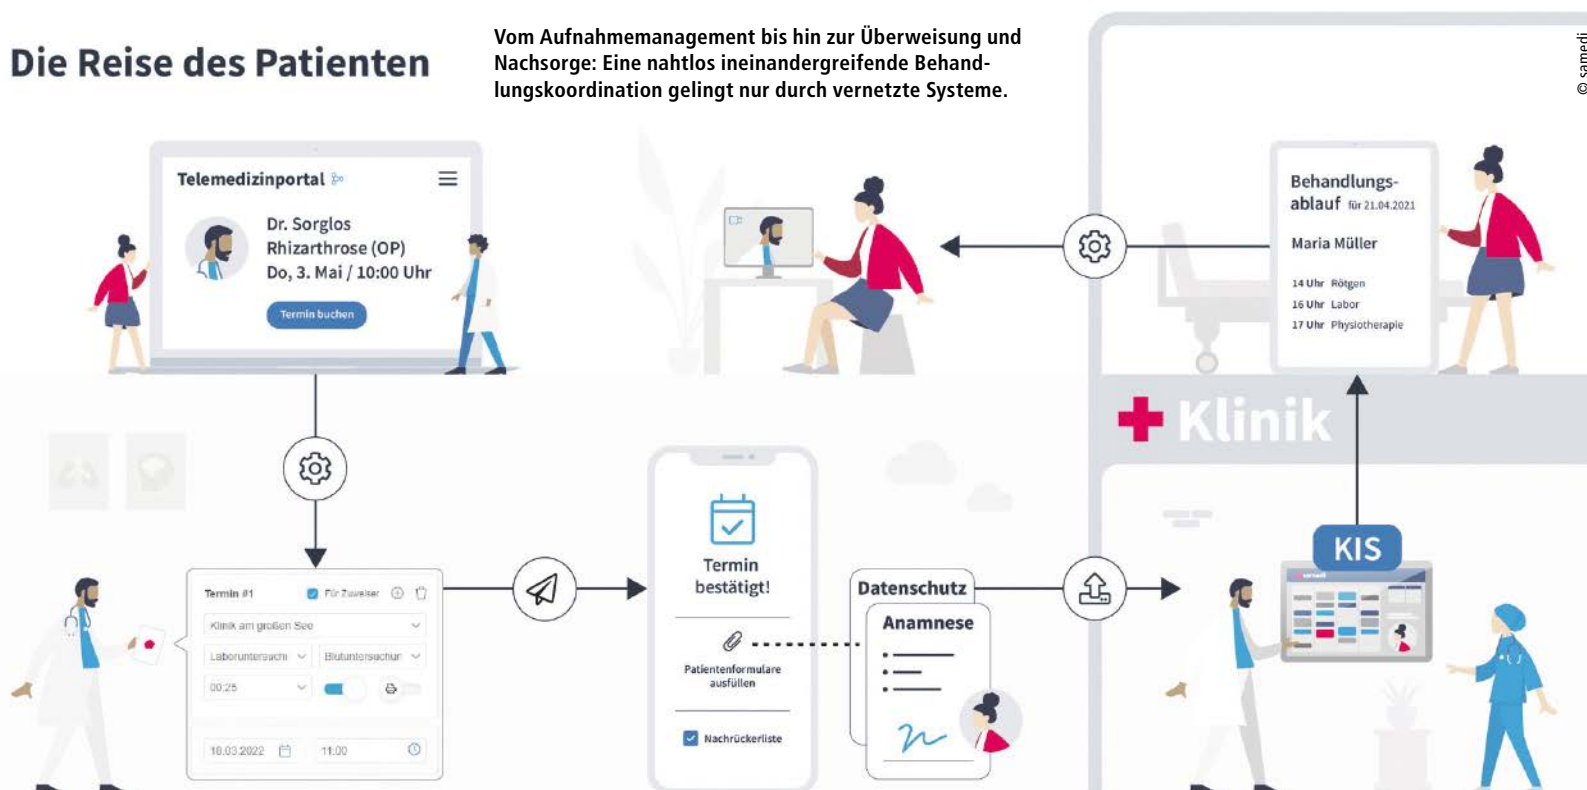 Die Reise des Patienten
Vom Aufnahmemanagement bis hin zur Überweisung und
Nachsorge: Eine nahtlos ineinandergreifende Behand-
lungskoordination gelingt nur durch vernetzte Systeme.
© samedi
Telemedizinportal
Dr. Sorglos
Rhizarthrose (OP)
Do, 3. Mai / 10:00 Uhr
Termin buchen
Behandlungs-
ablauf für 21.04.2021
Maria Müller
14 Uhr Rötgen
16 Uhr Labor
17 Uhr Physiotherapie
Klinik
Termin #1 Für Zuweiser
Klinik am großen See
Laboruntersuchi Blutuntersuchur
00:25
18.03.2022 11:00
Termin
bestätigt!
Patientenformulare
ausfüllen
Nachrückerliste
Datenschutz
Anamnese
KIS
samedi